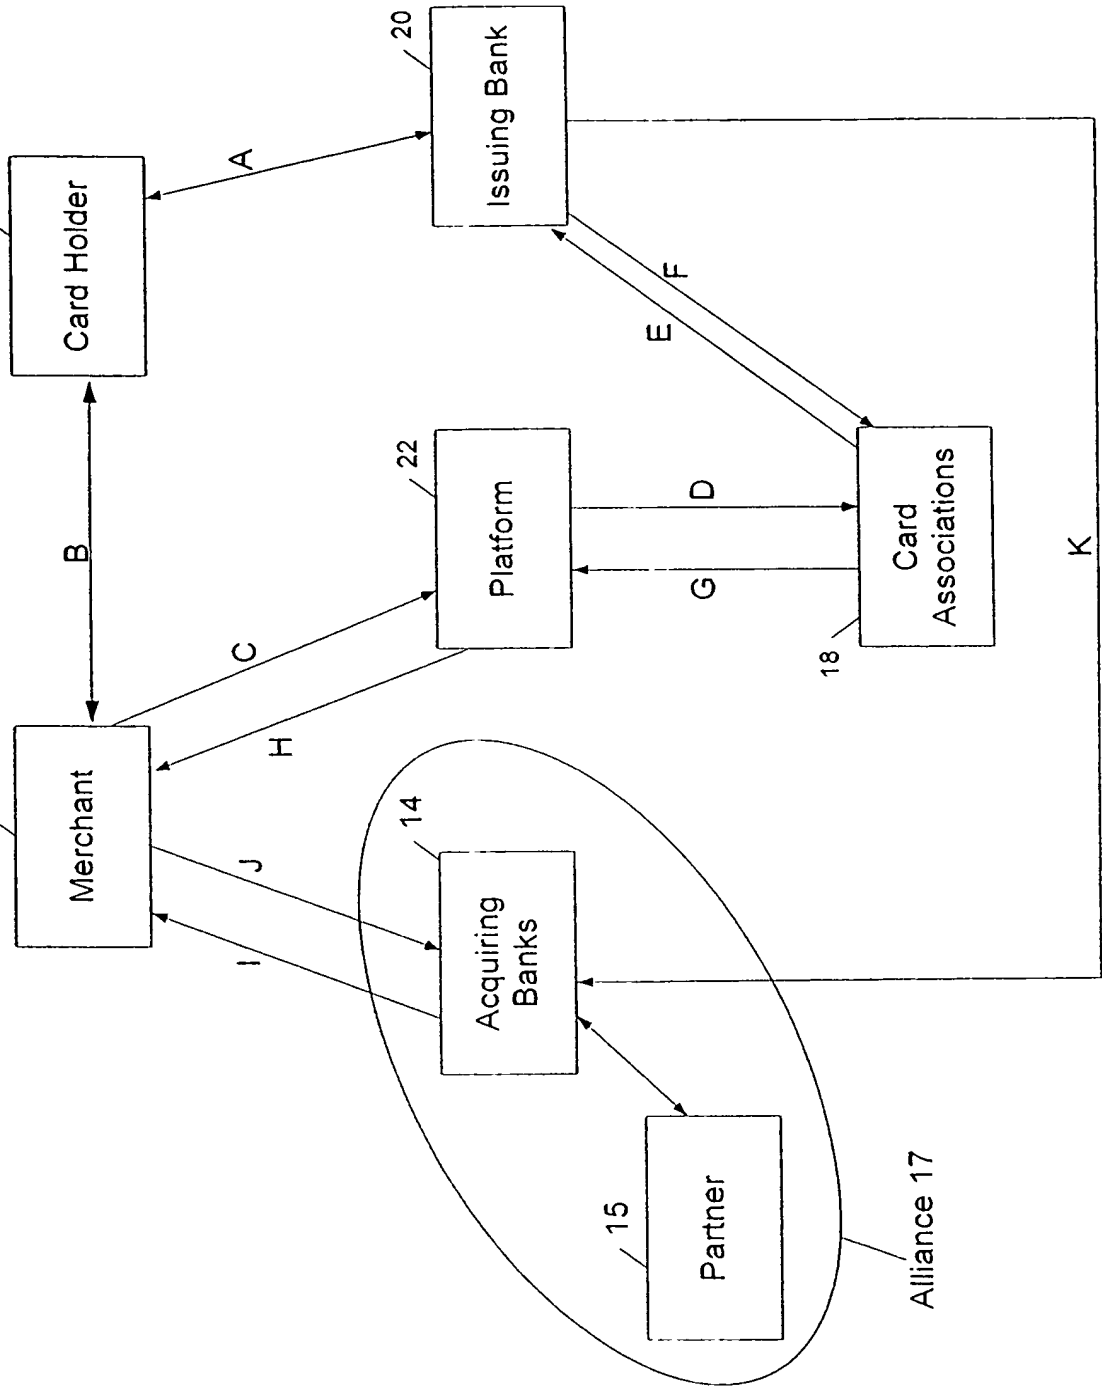 Merchant
B
Card Holder
I
J
H
C
A
Acquiring
Banks
14
Platform
22
Issuing Bank
20
Partner
15
G
D
E
F
18
Card
Associations
Alliance 17
K